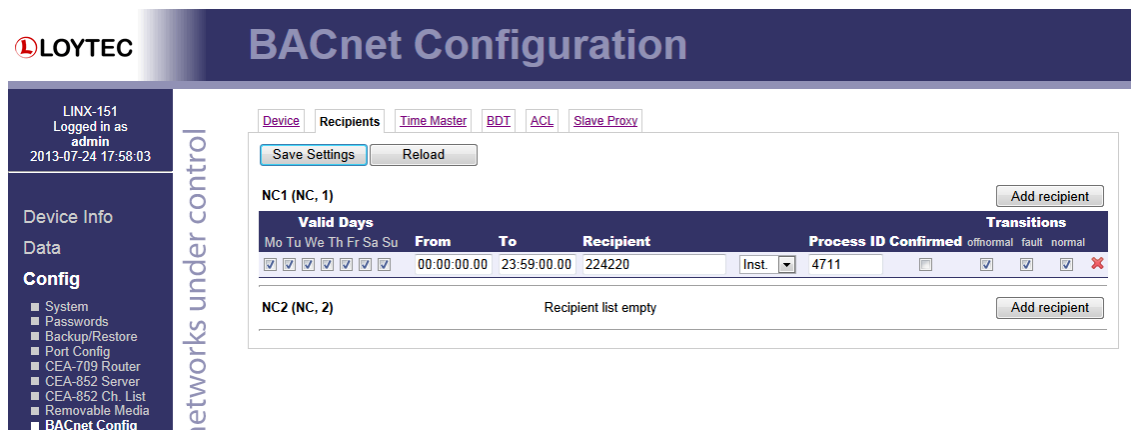 LOYTEC
BACnet Configuration
LINX-151
Logged in as
admin
2013-07-24 17:58:03
Device Info
Data
Config
System
Passwords
Backup/Restore
Port Config
CEA-709 Router
CEA-852 Server
CEA-852 Ch. List
Removable Media
BACnet Config
networks under control
Device Recipients Time Master BDT ACL Slave Proxy
Save Settings Reload
NC1 (NC, 1) Add recipient
Valid Days Transitions
Mo Tu We Th Fr Sa Su From To Recipient Process ID Confirmed offnormal fault normal
00:00:00.00 23:59:00.00 224220 Inst. 4711
NC2 (NC, 2) Recipient list empty Add recipient